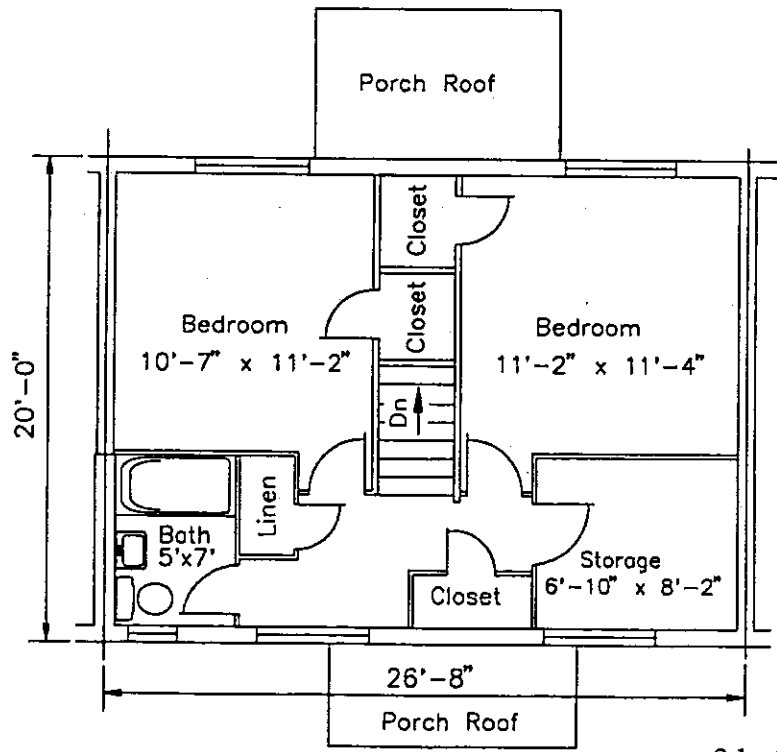 Porch Roof
Closet
Closet
Bedroom
10'-7" x 11'-2"
Bedroom
11'-2" x 11'-4"
20'-0"
Dn
Linen
Bath
5'x7'
Storage
6'-10" x 8'-2"
Closet
26'-8"
Porch Roof